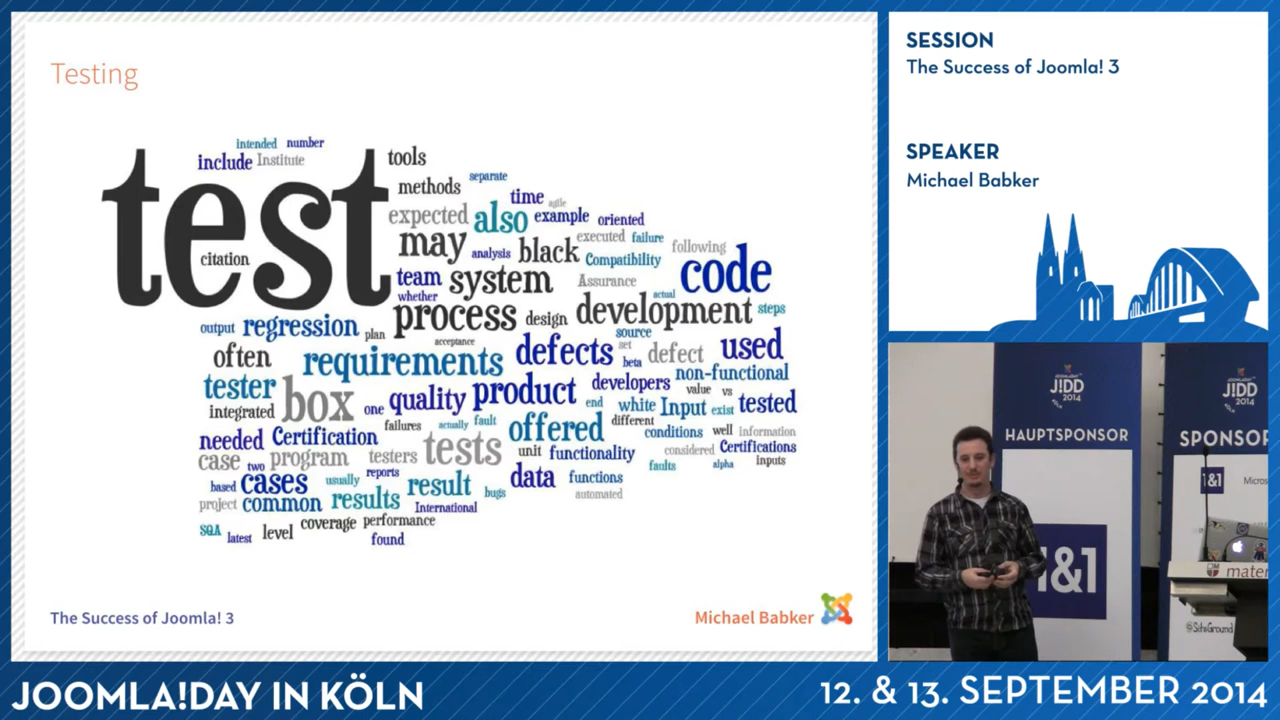 Testing
intended number
include Institute
tools
test
methods separate
time agile
expected also example oriented
citation may analysis black executed failure following
Compatibility
team system Assurance code
whether actual
process design development steps
output regression plan source
acceptance set
often requirements defects beta defect used
tester box developers non-functional
integrated one quality product value vs
end white Input exist tested
failures actually fault offered different
needed Certification conditions well information
case two program testers tests unit functionality considered Certifications
usually reports faults alpha inputs
based cases result data functions
project common results bugs automated
International
SQA latest level coverage performance
found
The Success of Joomla! 3
Michael Babker
SESSION
The Success of Joomla! 3
SPEAKER
Michael Babker
JOOMLA!DAY
J!DD
2014
KÖLN
HAUPTSPONSOR
1&1
J!DD
2014
SPONSOR
1&1
Micros
mater
SiteGround
JOOMLA!DAY IN KÖLN
12. & 13. SEPTEMBER 2014